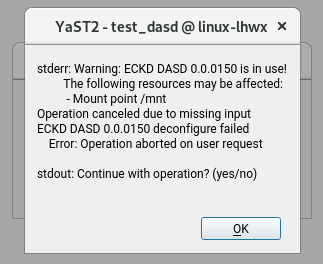 YaST2 - test_dasd @ linux-lhwx ×
stderr: Warning: ECKD DASD 0.0.0150 is in use!
The following resources may be affected:
- Mount point /mnt
Operation canceled due to missing input
ECKD DASD 0.0.0150 deconfigure failed
Error: Operation aborted on user request
stdout: Continue with operation? (yes/no)
OK